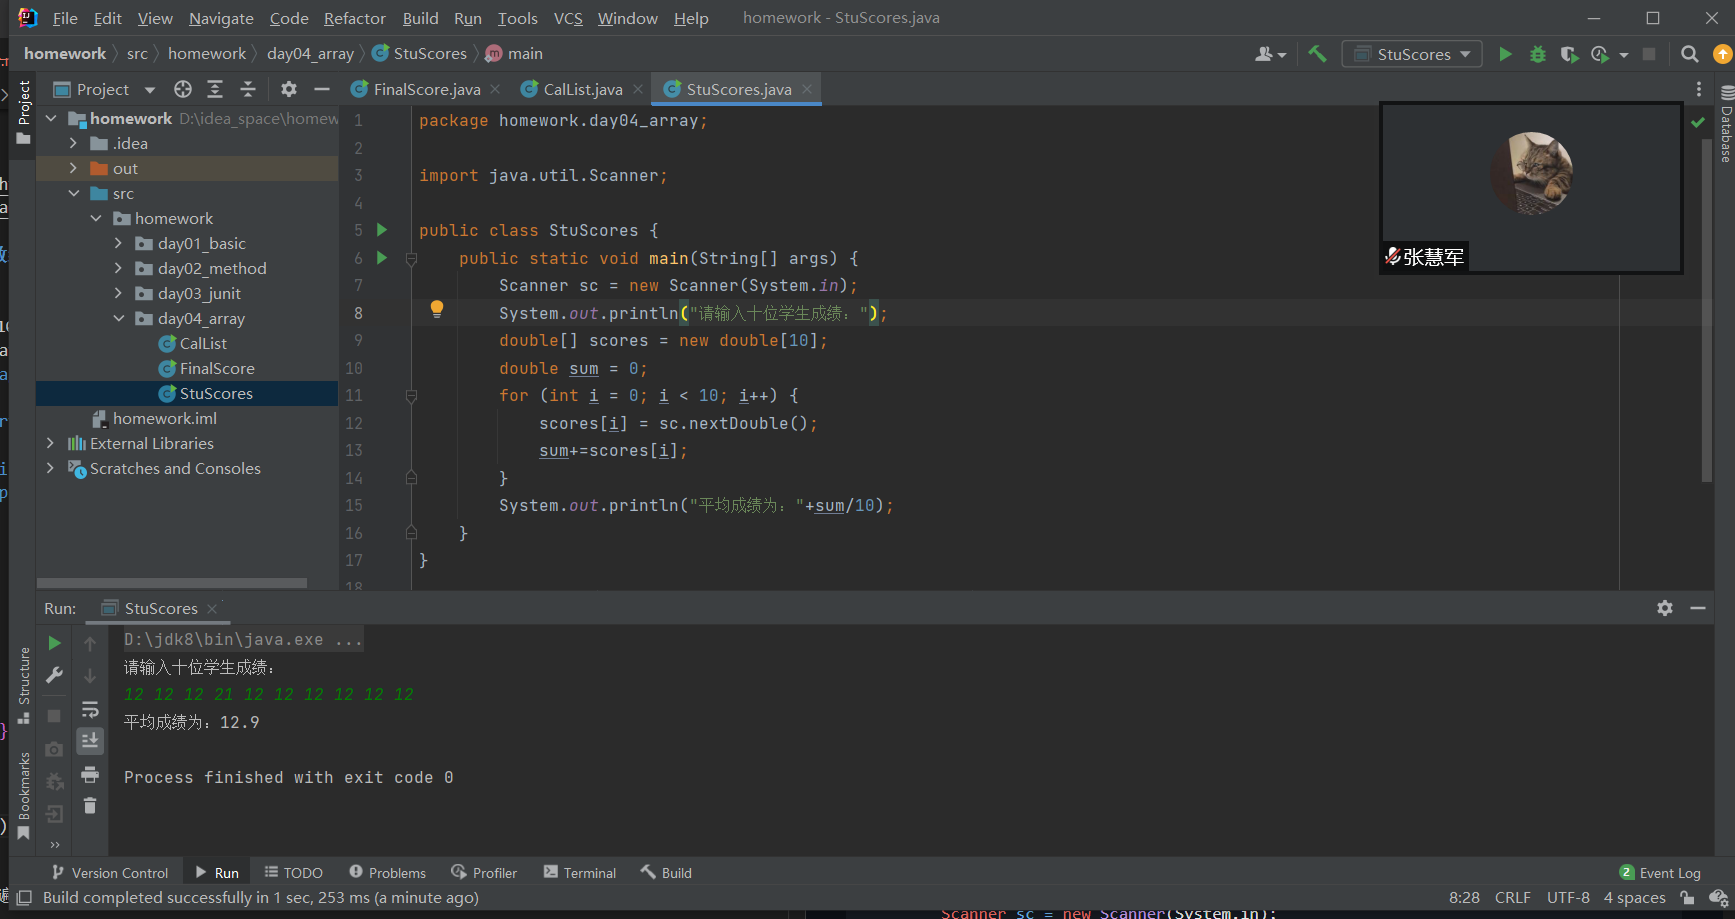 File Edit View Navigate Code Refactor Build Run Tools VCS Window Help homework - StuScores.java
homework src homework day04_array StuScores main
StuScores
Project
FinalScore.java CalList.java StuScores.java
Project
Database
homework D:\idea_space\homew
.idea
out
src
homework
day01_basic
day02_method
day03_junit
day04_array
CalList
FinalScore
StuScores
homework.iml
External Libraries
Scratches and Consoles
1 package homework.day04_array;
2
3 import java.util.Scanner;
4
5 public class StuScores {
6 public static void main(String[] args) {
7 Scanner sc = new Scanner(System.in);
8 System.out.println("请输入十位学生成绩：");
9 double[] scores = new double[10];
10 double sum = 0;
11 for (int i = 0; i < 10; i++) {
12 scores[i] = sc.nextDouble();
13 sum+=scores[i];
14 }
15 System.out.println("平均成绩为："+sum/10);
16 }
17 }
18
张慧军
Run: StuScores
D:\jdk8\bin\java.exe ...
请输入十位学生成绩：
12 12 12 21 12 12 12 12 12 12
平均成绩为：12.9
Process finished with exit code 0
Structure
Bookmarks
Version Control Run TODO Problems Profiler Terminal Build 2 Event Log
Build completed successfully in 1 sec, 253 ms (a minute ago) 8:28 CRLF UTF-8 4 spaces
Scanner sc = new Scanner(System.in);